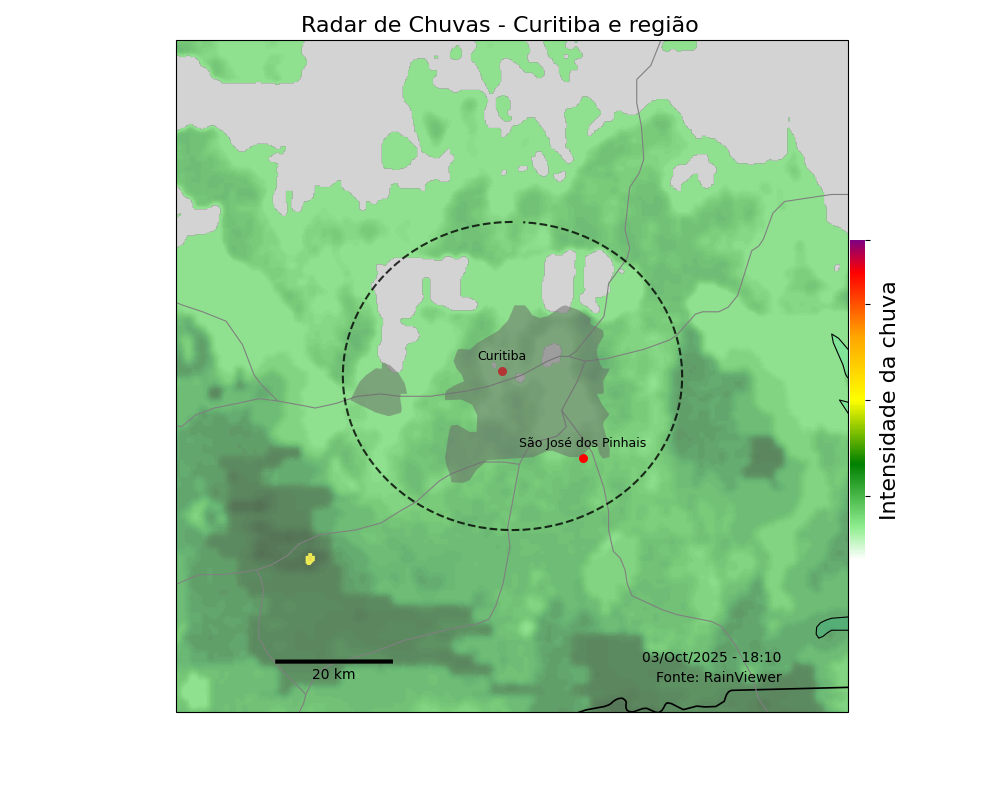 Radar de Chuvas - Curitiba e região
Curitiba
São José dos Pinhais
Intensidade da chuva
03/Oct/2025 - 18:10
20 km
Fonte: RainViewer